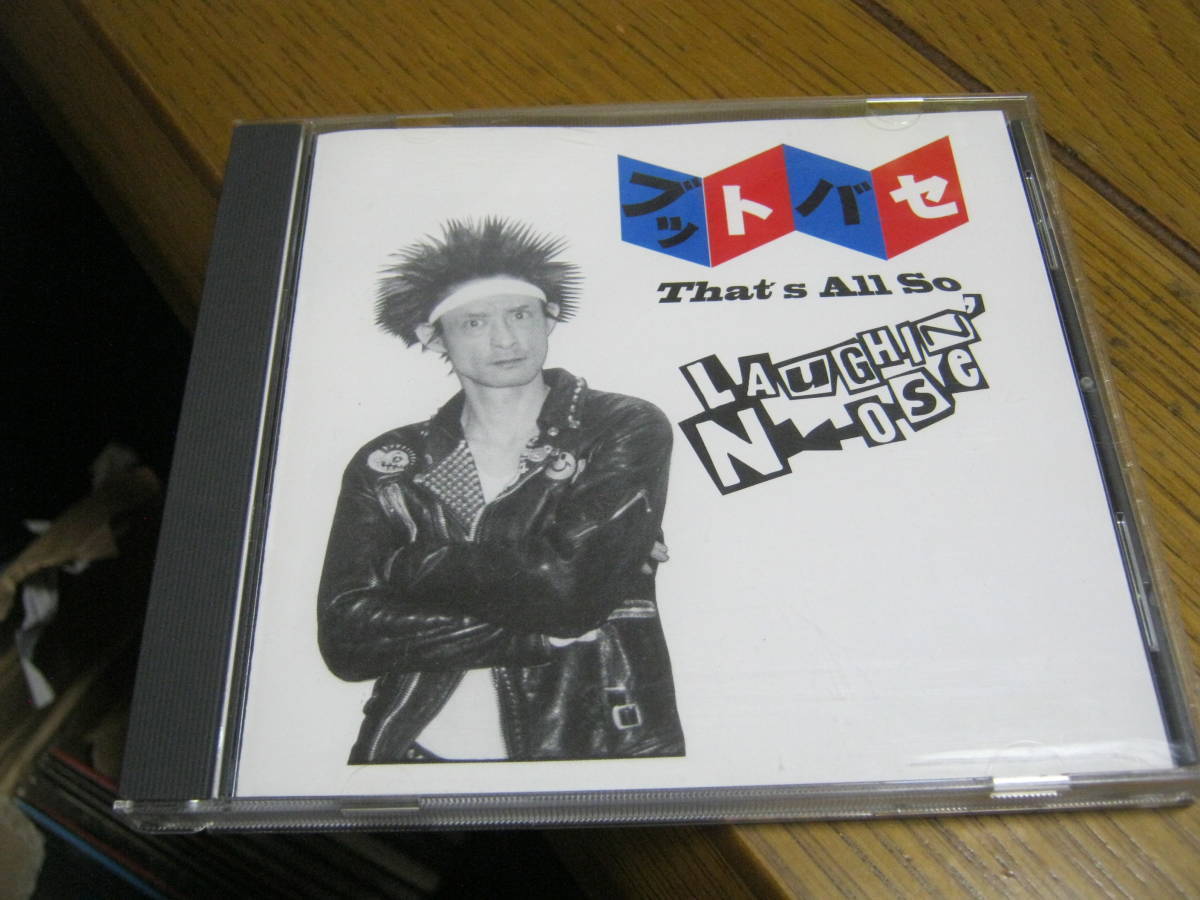 ブットバセ
That's All So
LAuGHIN'
NOSe